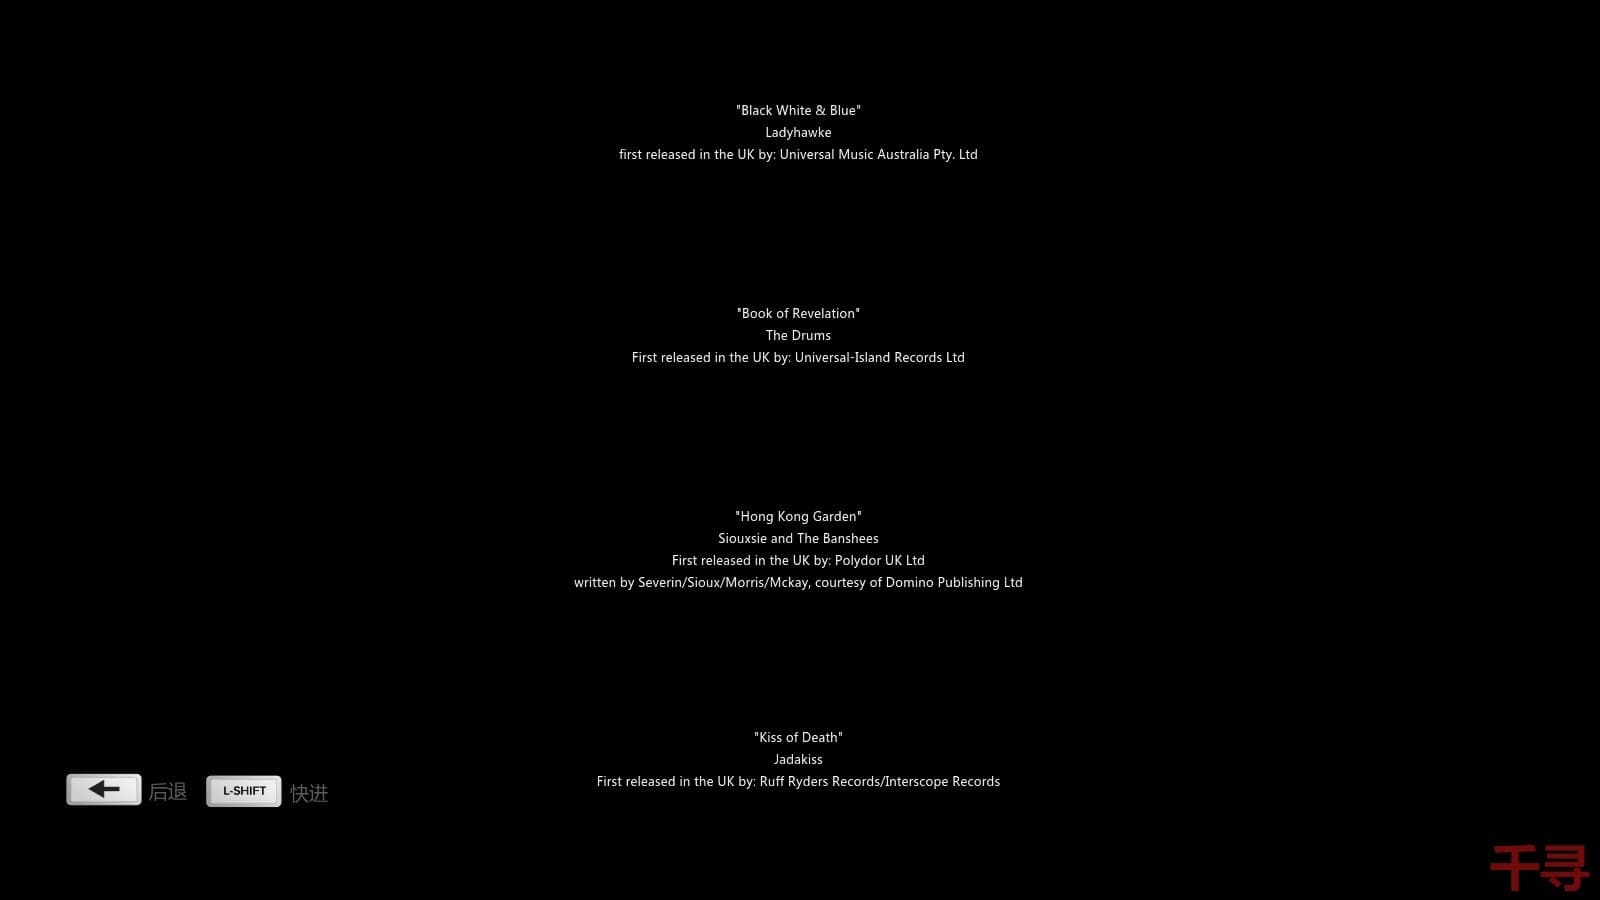 "Black White & Blue"
Ladyhawke
first released in the UK by: Universal Music Australia Pty. Ltd
"Book of Revelation"
The Drums
First released in the UK by: Universal-Island Records Ltd
"Hong Kong Garden"
Siouxsie and The Banshees
First released in the UK by: Polydor UK Ltd
written by Severin/Sioux/Morris/Mckay, courtesy of Domino Publishing Ltd
"Kiss of Death"
Jadakiss
First released in the UK by: Ruff Ryders Records/Interscope Records
后退 L-SHIFT 快进
千寻